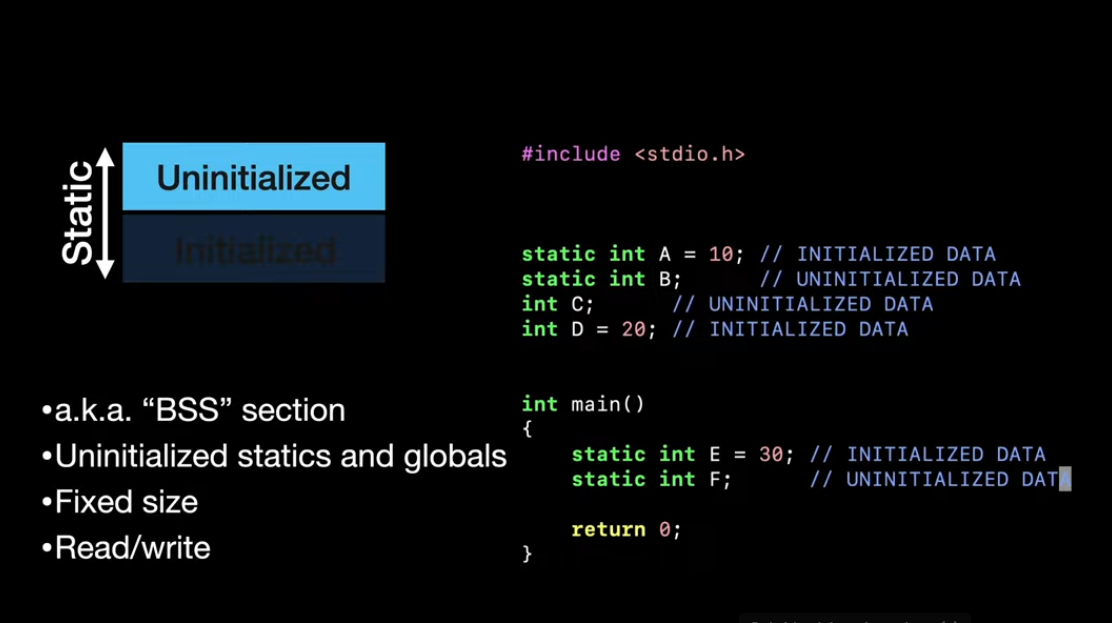 Static
Uninitialized
Initialized
•a.k.a. “BSS” section
•Uninitialized statics and globals
•Fixed size
•Read/write
#include <stdio.h>
static int A = 10; // INITIALIZED DATA
static int B;      // UNINITIALIZED DATA
int C;      // UNINITIALIZED DATA
int D = 20; // INITIALIZED DATA
int main()
{
    static int E = 30; // INITIALIZED DATA
    static int F;      // UNINITIALIZED DATA
    return 0;
}